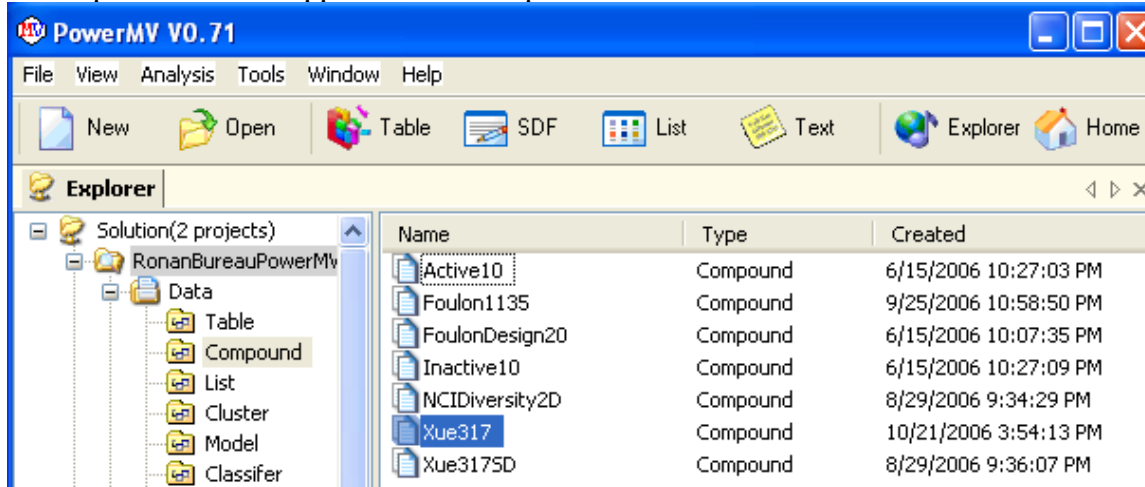 PowerMV V0.71
File View Analysis Tools Window Help
New Open Table SDF List Text Explorer Home
Explorer
Solution(2 projects)
RonanBureauPowerMV
Data
Table
Compound
List
Cluster
Model
Classifer
Name Type Created
Active10 Compound 6/15/2006 10:27:03 PM
Foulon1135 Compound 9/25/2006 10:58:50 PM
FoulonDesign20 Compound 6/15/2006 10:07:35 PM
Inactive10 Compound 6/15/2006 10:27:09 PM
NCIDiversity2D Compound 8/29/2006 9:34:29 PM
Xue317 Compound 10/21/2006 3:54:13 PM
Xue317SD Compound 8/29/2006 9:36:07 PM